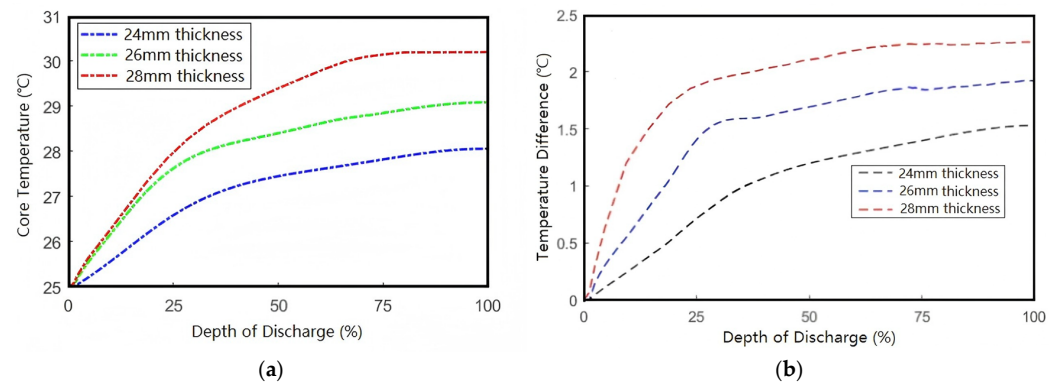 31
30
29
28
27
26
25
Core Temperature (℃)
24mm thickness
26mm thickness
28mm thickness
0
25
50
75
100
Depth of Discharge (%)
(a)
2.5
2
1.5
1
0.5
0
Temperature Difference (℃)
24mm thickness
26mm thickness
28mm thickness
0
25
50
75
100
Depth of Discharge (%)
(b)